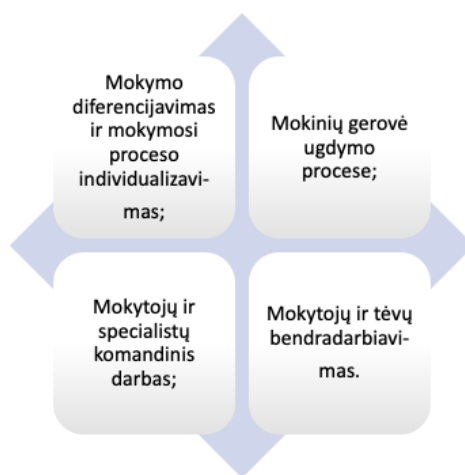 Mokymo
diferencijavimas
ir mokymosi
proceso
individualizavi-
mas;
Mokinių gerovė
ugdymo
procese;
Mokytojų ir
specialistų
komandinis
darbas;
Mokytojų ir tėvų
bendradarbiavi-
mas.